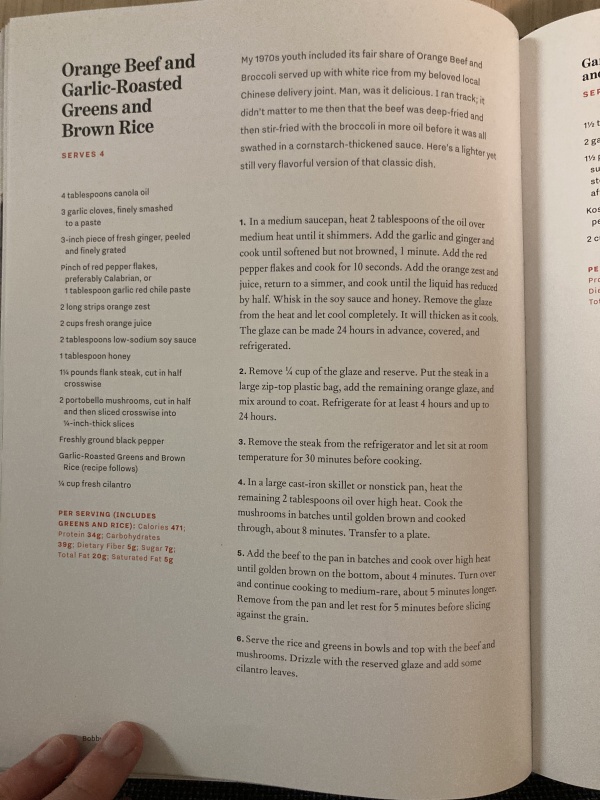 Orange Beef and
Garlic-Roasted
Greens and
Brown Rice
SERVES 4
4 tablespoons canola oil
3 garlic cloves, finely smashed
to a paste
3-inch piece of fresh ginger, peeled
and finely grated
Pinch of red pepper flakes,
preferably Calabrian, or
1 tablespoon garlic red chile paste
2 long strips orange zest
2 cups fresh orange juice
2 tablespoons low-sodium soy sauce
1 tablespoon honey
1¼ pounds flank steak, cut in half
crosswise
2 portobello mushrooms, cut in half
and then sliced crosswise into
¼-inch-thick slices
Freshly ground black pepper
Garlic-Roasted Greens and Brown
Rice (recipe follows)
¼ cup fresh cilantro
PER SERVING (INCLUDES
GREENS AND RICE): Calories 471;
Protein 34g; Carbohydrates
39g; Dietary Fiber 5g; Sugar 7g;
Total Fat 20g; Saturated Fat 5g
My 1970s youth included its fair share of Orange Beef and
Broccoli served up with white rice from my beloved local
Chinese delivery joint. Man, was it delicious. I ran track; it
didn't matter to me then that the beef was deep-fried and
then stir-fried with the broccoli in more oil before it was all
swathed in a cornstarch-thickened sauce. Here's a lighter yet
still very flavorful version of that classic dish.
1. In a medium saucepan, heat 2 tablespoons of the oil over
medium heat until it shimmers. Add the garlic and ginger and
cook until softened but not browned, 1 minute. Add the red
pepper flakes and cook for 10 seconds. Add the orange zest and
juice, return to a simmer, and cook until the liquid has reduced
by half. Whisk in the soy sauce and honey. Remove the glaze
from the heat and let cool completely. It will thicken as it cools.
The glaze can be made 24 hours in advance, covered, and
refrigerated.
2. Remove ¼ cup of the glaze and reserve. Put the steak in a
large zip-top plastic bag, add the remaining orange glaze, and
mix around to coat. Refrigerate for at least 4 hours and up to
24 hours.
3. Remove the steak from the refrigerator and let sit at room
temperature for 30 minutes before cooking.
4. In a large cast-iron skillet or nonstick pan, heat the
remaining 2 tablespoons oil over high heat. Cook the
mushrooms in batches until golden brown and cooked
through, about 8 minutes. Transfer to a plate.
5. Add the beef to the pan in batches and cook over high heat
until golden brown on the bottom, about 4 minutes. Turn over
and continue cooking to medium-rare, about 5 minutes longer.
Remove from the pan and let rest for 5 minutes before slicing
against the grain.
6. Serve the rice and greens in bowls and top with the beef and
mushrooms. Drizzle with the reserved glaze and add some
cilantro leaves.
Bobby
Ga
an
SER
1½ t
2 ga
1½ p
su
st
af
Kos
pe
2 c
PE
Pro
Die
Tot